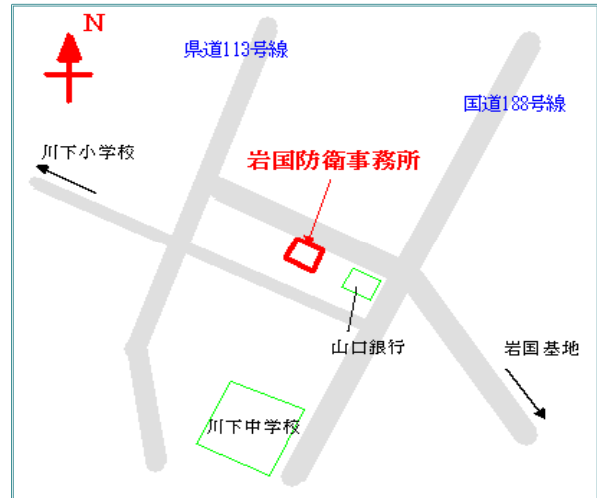 N
県道113号線
国道188号線
川下小学校
岩国防衛事務所
山口銀行
岩国基地
川下中学校